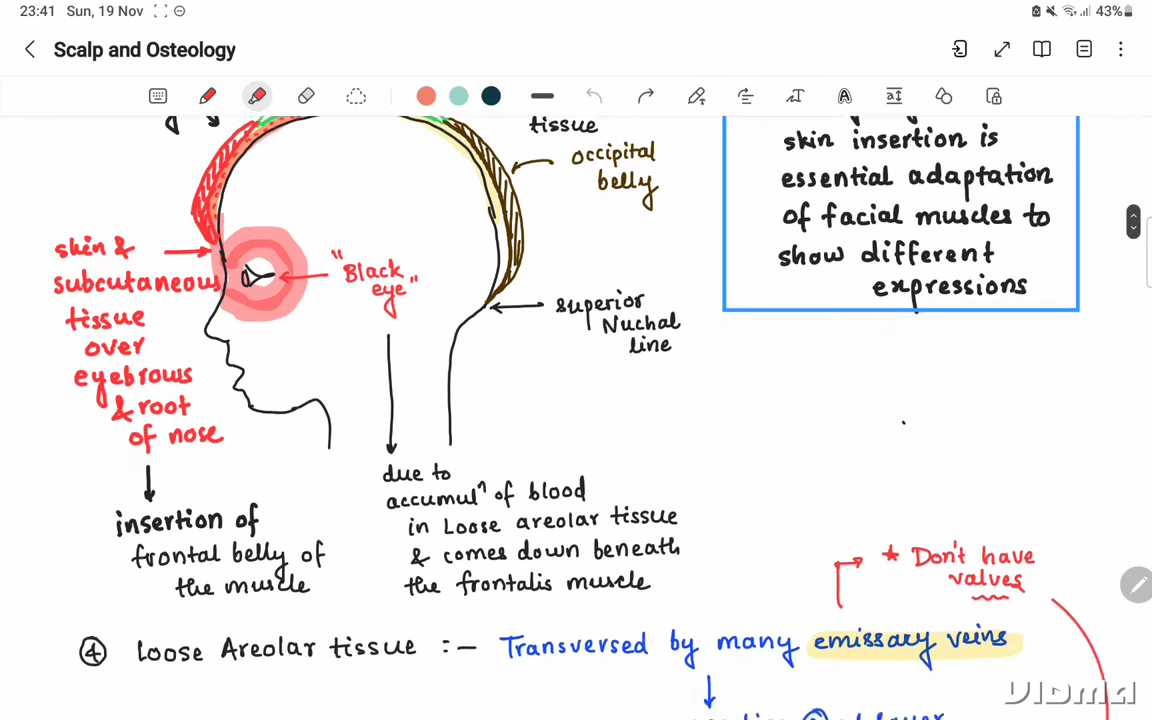 23:41 Sun, 19 Nov
43%
Scalp and Osteology
tissue
occipital
belly
skin insertion is
essential adaptation
of facial muscles to
show different
expressions
skin &
subcutaneous
tissue
over
eyebrows
& root
of nose
"Black
eye"
superior
Nuchal
line
insertion of
frontal belly of
the muscle
due to
accumulⁿ of blood
in Loose areolar tissue
& comes down beneath
the frontalis muscle
* Don't have
valves
④ Loose Areolar tissue :- Transversed by many emissary veins
VIDMA